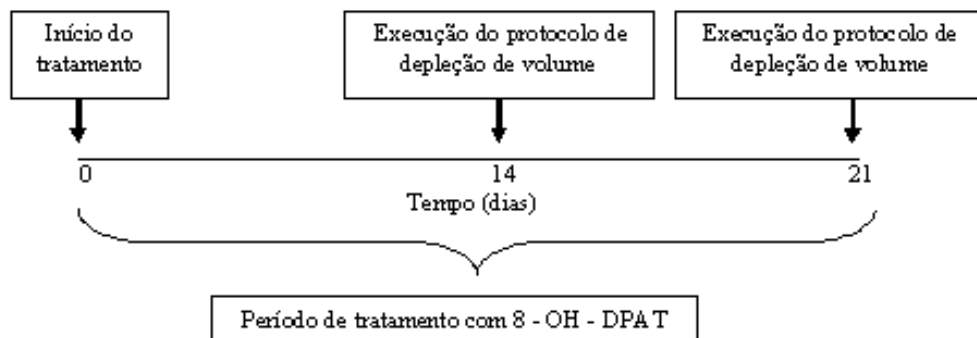 Início do
tratamento
Execução do protocolo de
depleção de volume
Execução do protocolo de
depleção de volume
0
14
21
Tempo (dias)
Período de tratamento com 8 - OH - DPAT